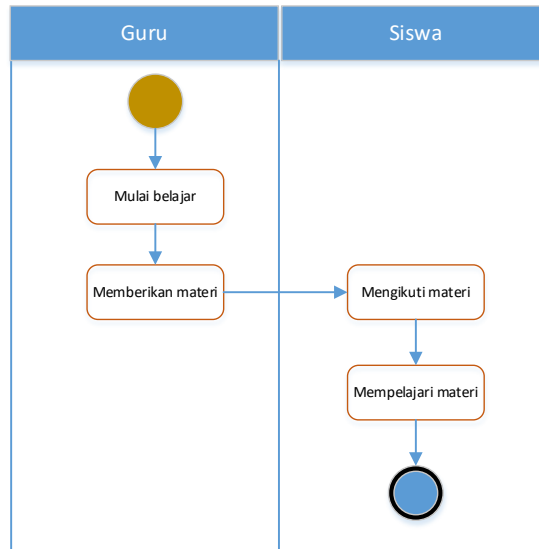 Guru
Siswa
Mulai belajar
Memberikan materi
Mengikuti materi
Mempelajari materi